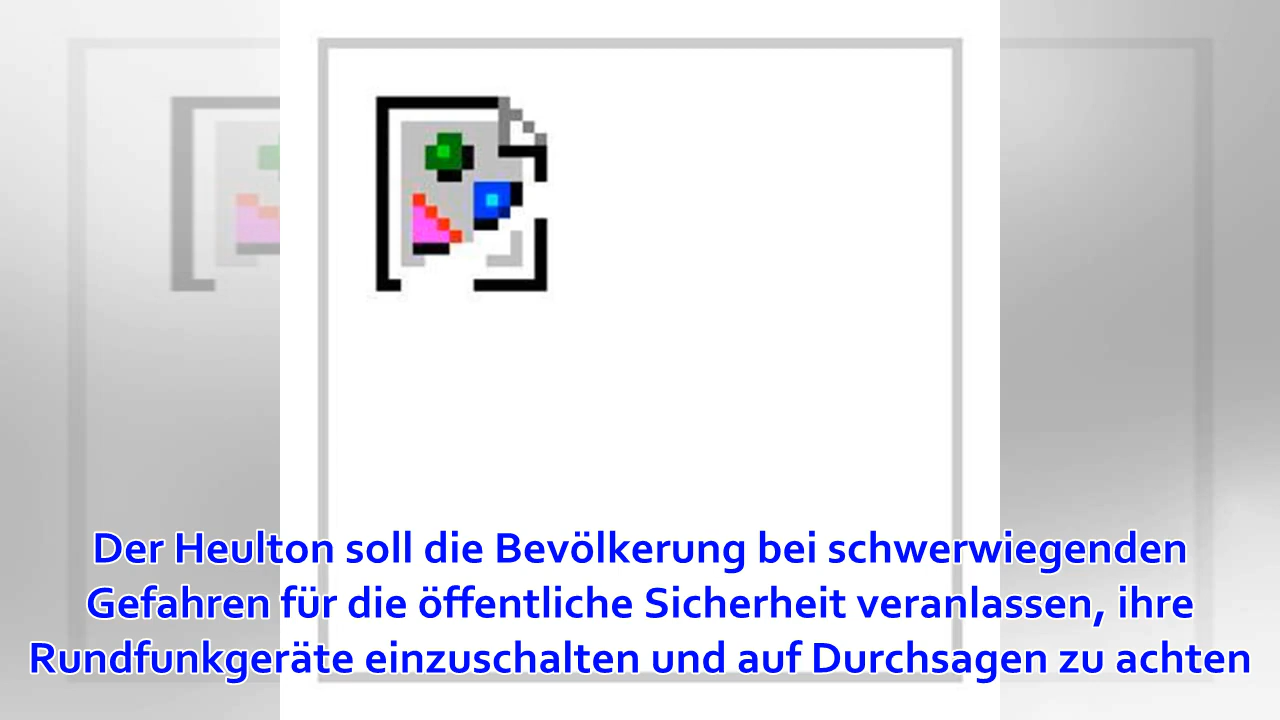 Der Heulton soll die Bevölkerung bei schwerwiegenden
Gefahren für die öffentliche Sicherheit veranlassen, ihre
Rundfunkgeräte einzuschalten und auf Durchsagen zu achten